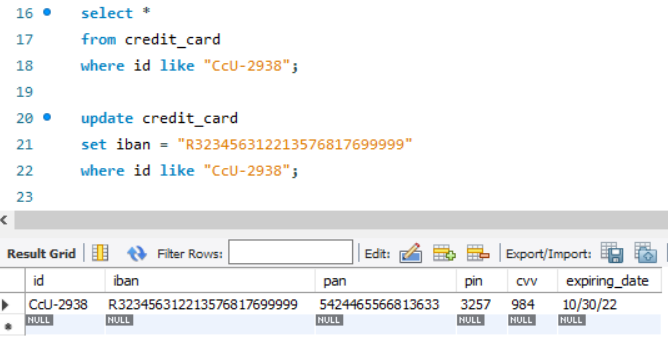 16 select *
17 from credit_card
18 where id like "CcU-2938";
19
20 update credit_card
21 set iban = "R323456312213576817699999"
22 where id like "CcU-2938";
23
Result Grid Filter Rows: Edit: Export/Import:
id iban pan pin cvv expiring_date
CcU-2938 R323456312213576817699999 5424465566813633 3257 984 10/30/22
NULL NULL NULL NULL NULL NULL